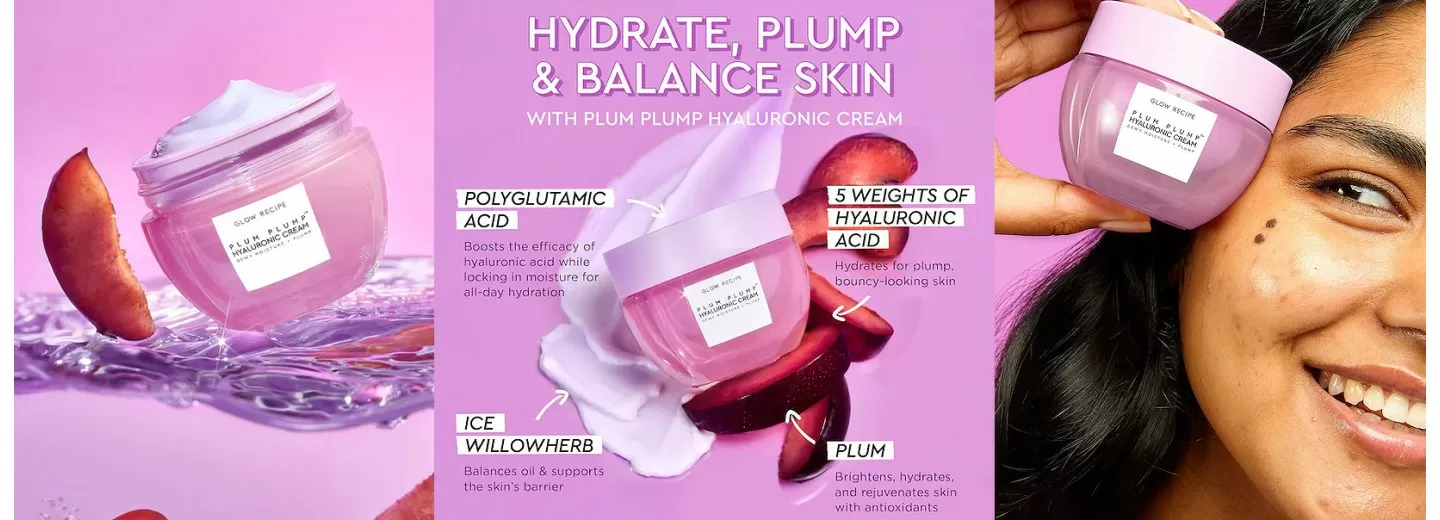 GLOW RECIPE
PLUM PLUMP™
HYALURONIC CREAM
DEWY MOISTURE + PLUMP
HYDRATE, PLUMP
& BALANCE SKIN
WITH PLUM PLUMP HYALURONIC CREAM
POLYGLUTAMIC
ACID
Boosts the efficacy of
hyaluronic acid while
locking in moisture for
all-day hydration
5 WEIGHTS OF
HYALURONIC
ACID
Hydrates for plump,
bouncy-looking skin
GLOW RECIPE
PLUM PLUMP™
HYALURONIC CREAM
DEWY MOISTURE + PLUMP
ICE
WILLOWHERB
Balances oil & supports
the skin's barrier
PLUM
Brightens, hydrates,
and rejuvenates skin
with antioxidants
GLOW RECIPE
PLUM PLUMP™
HYALURONIC CREAM
DEWY MOISTURE + PLUMP